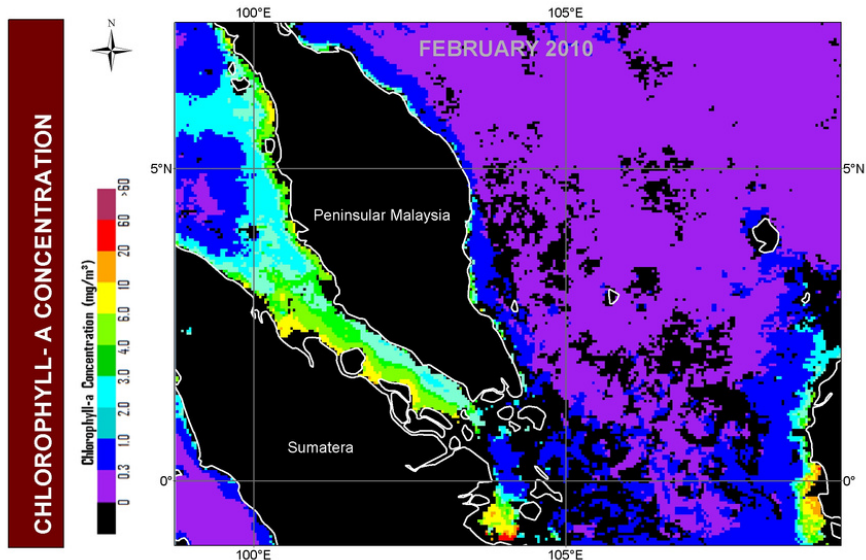 CHLOROPHYLL- A CONCENTRATION
N
100°E
105°E
FEBRUARY 2010
5°N
5°N
Peninsular Malaysia
Sumatera
0°
0°
100°E
105°E
Chlorophyll-a Concentration (mg/m³)
>60
60
20
10
6.0
4.0
3.0
2.0
1.0
0.3
0